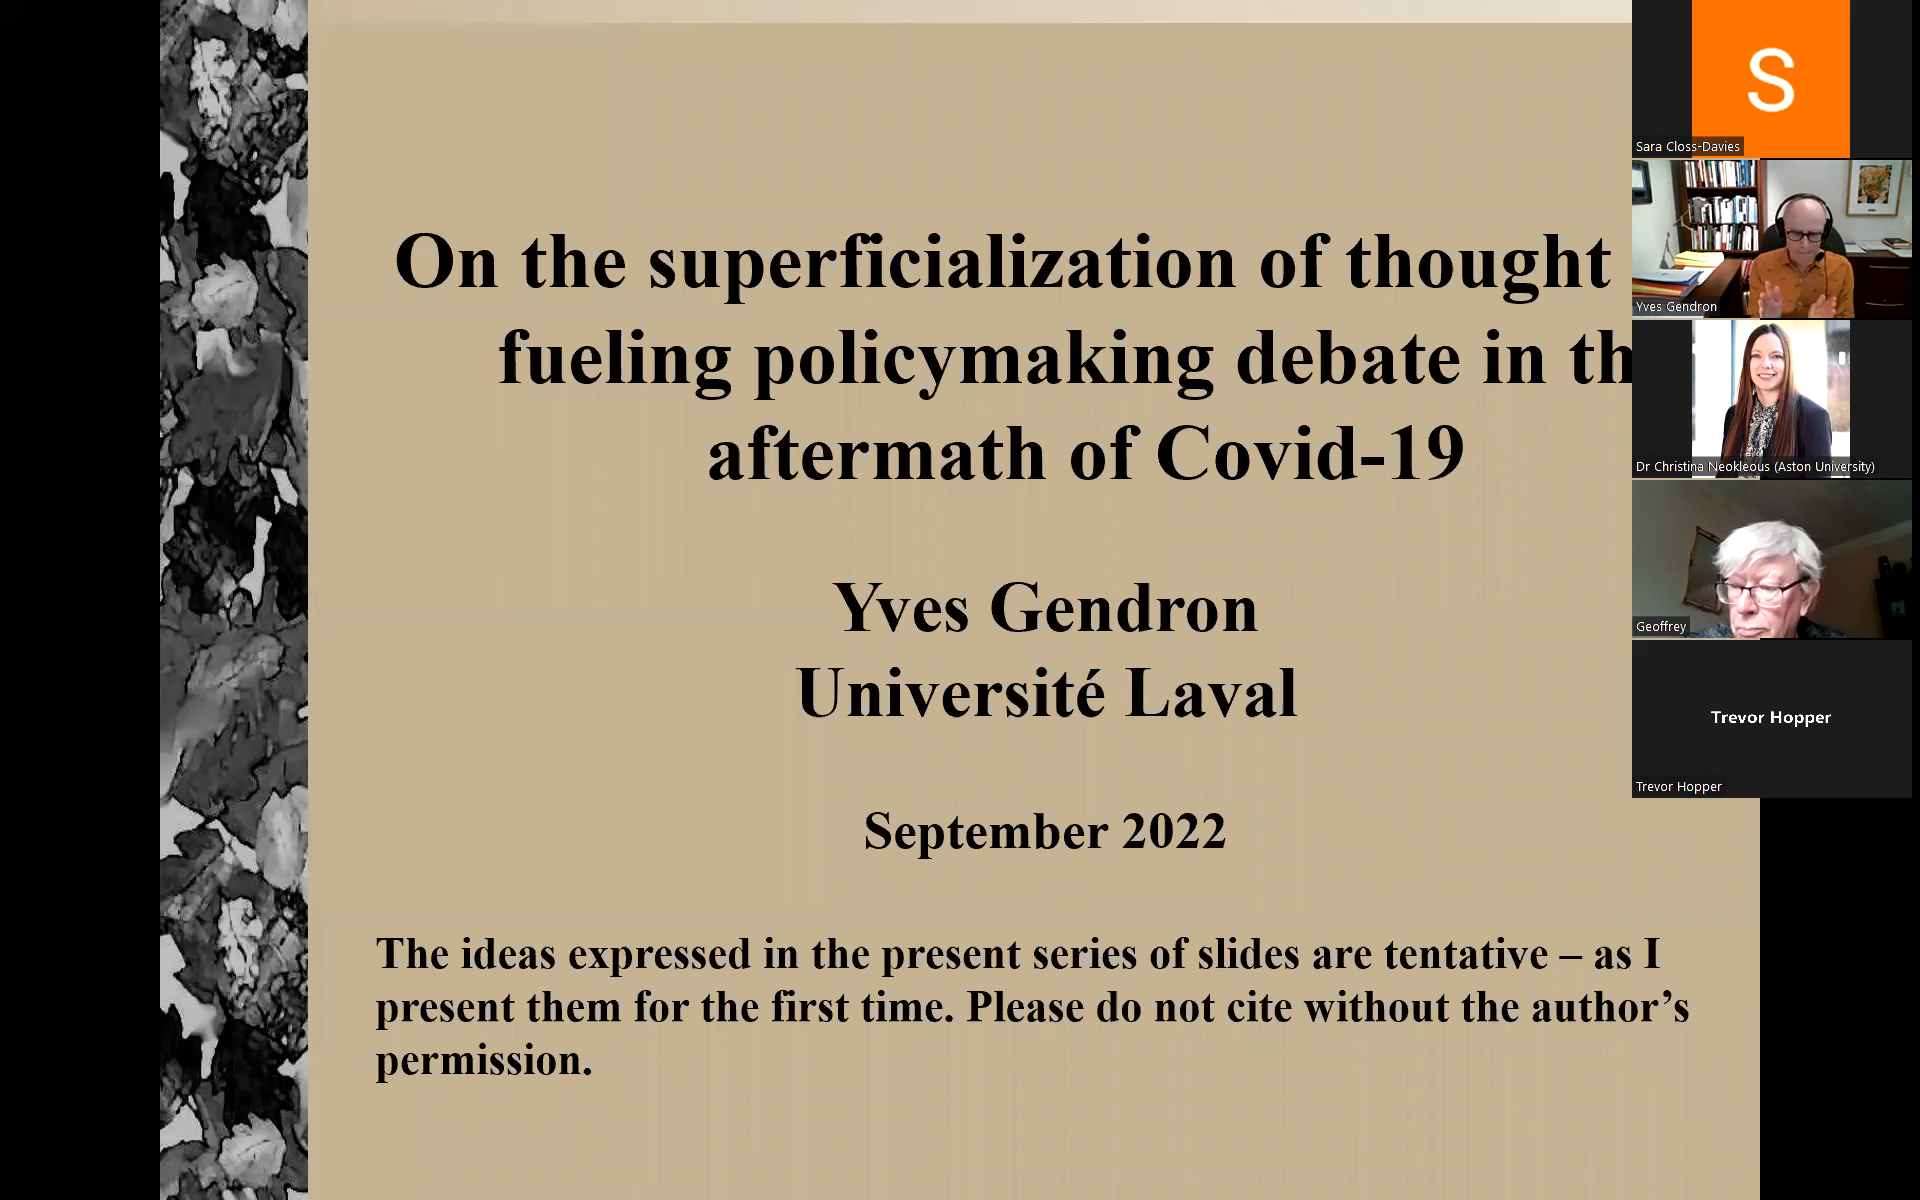 On the superficialization of thought
fueling policymaking debate in th
aftermath of Covid-19
Yves Gendron
Université Laval
September 2022
The ideas expressed in the present series of slides are tentative – as I
present them for the first time. Please do not cite without the author’s
permission.
S
Sara Closs-Davies
Yves Gendron
Dr Christina Neokleous (Aston University)
Geoffrey
Trevor Hopper
Trevor Hopper